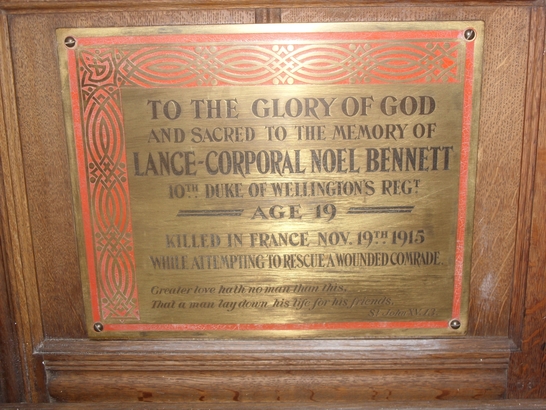 TO THE GLORY OF GOD
AND SACRED TO THE MEMORY OF
LANCE-CORPORAL NOEL BENNETT
10TH DUKE OF WELLINGTON'S REGT
AGE 19
KILLED IN FRANCE NOV. 19TH 1915
WHILE ATTEMPTING TO RESCUE A WOUNDED COMRADE.
Greater love hath no man than this,
That a man lay down his life for his friends.
St. John